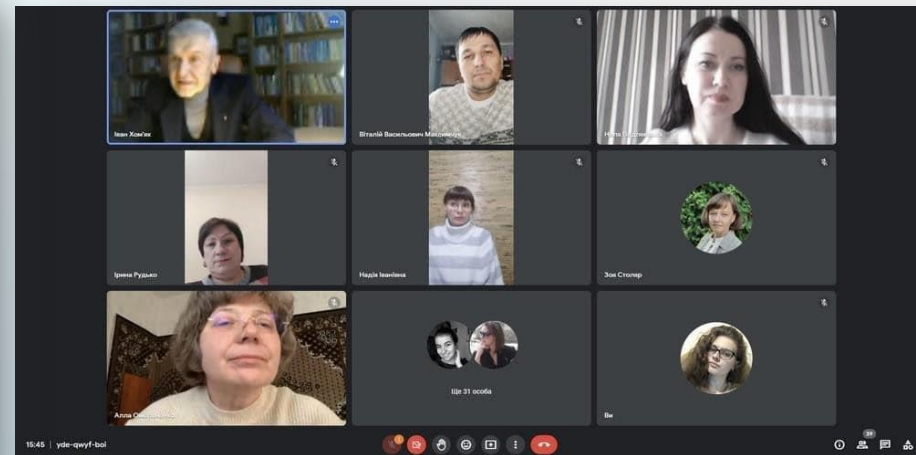 Іван Хом'як
Віталій Васильович
Ірина Рудько
Надія Іванівна
Зоя Столяр
Алла
Ще 31 особа
Ви
15:45 | yde-qwyf-boi
39